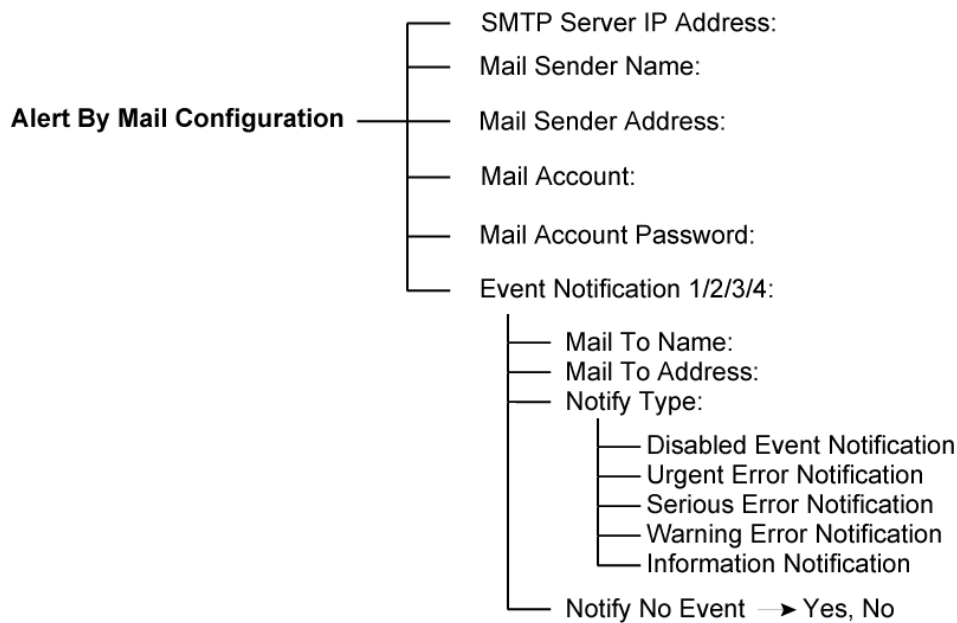 SMTP Server IP Address:
Mail Sender Name:
Alert By Mail Configuration
Mail Sender Address:
Mail Account:
Mail Account Password:
Event Notification 1/2/3/4:
Mail To Name:
Mail To Address:
Notify Type:
Disabled Event Notification
Urgent Error Notification
Serious Error Notification
Warning Error Notification
Information Notification
Notify No Event → Yes, No